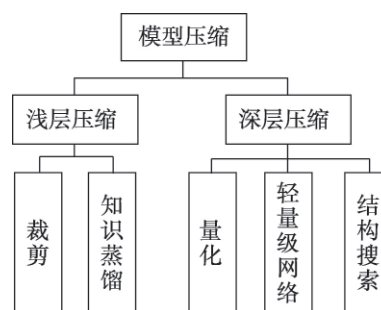 模型压缩
浅层压缩
深层压缩
裁剪
知识蒸馏
量化
轻量级网络
结构搜索